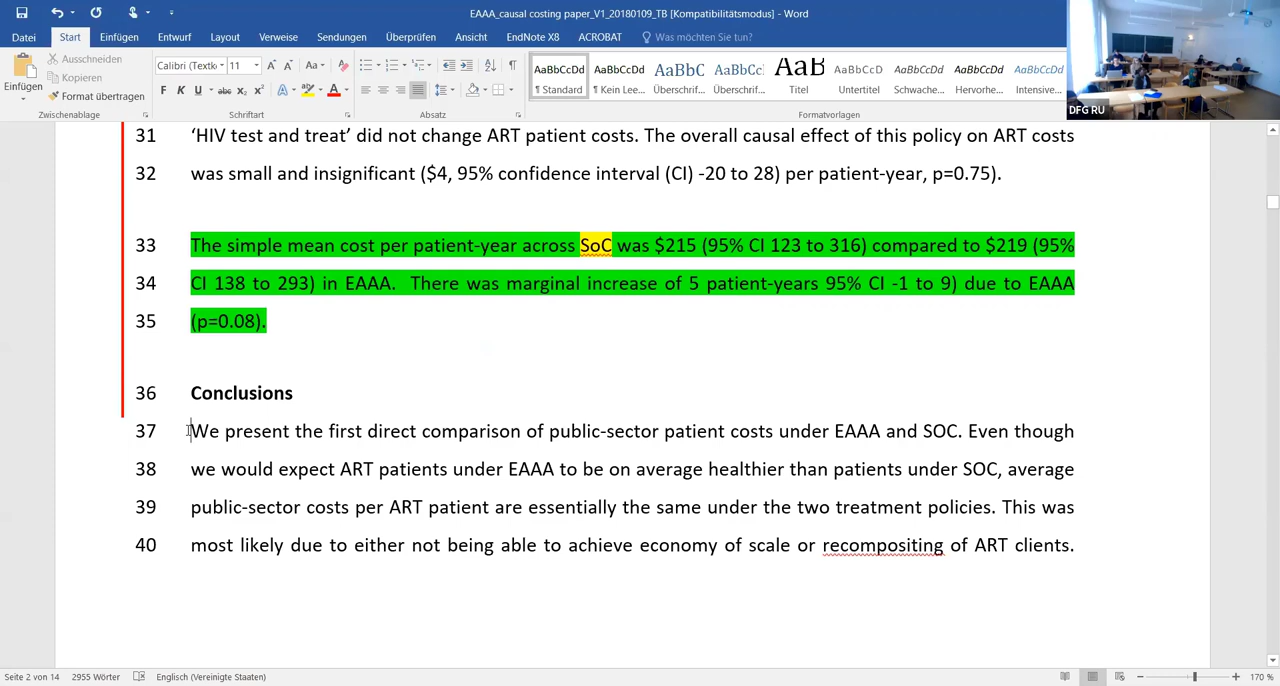 EAAA_causal costing paper_V1_20180109_TB [Kompatibilitätsmodus] - Word
Datei Start Einfügen Entwurf Layout Verweise Sendungen Überprüfen Ansicht EndNote X8 ACROBAT Was möchten Sie tun?
Einfügen
Ausschneiden
Kopieren
Format übertragen
Zwischenablage
Calibri (Textk 11
Schriftart
Absatz
AaBbCcDd AaBbCcDd AaBbC AaBbCc AaB AaBbCcD AaBbCcDd AaBbCcDd AaBbCcDd
¶ Standard ¶ Kein Lee... Überschrif... Überschrif... Titel Untertitel Schwache... Hervorhe... Intensive...
Formatvorlagen
DFG RU
31 ‘HIV test and treat’ did not change ART patient costs. The overall causal effect of this policy on ART costs
32 was small and insignificant ($4, 95% confidence interval (CI) -20 to 28) per patient-year, p=0.75).
33 The simple mean cost per patient-year across SoC was $215 (95% CI 123 to 316) compared to $219 (95%
34 CI 138 to 293) in EAAA. There was marginal increase of 5 patient-years 95% CI -1 to 9) due to EAAA
35 (p=0.08).
36 Conclusions
37 We present the first direct comparison of public-sector patient costs under EAAA and SOC. Even though
38 we would expect ART patients under EAAA to be on average healthier than patients under SOC, average
39 public-sector costs per ART patient are essentially the same under the two treatment policies. This was
40 most likely due to either not being able to achieve economy of scale or recompositing of ART clients.
Seite 2 von 14 2955 Wörter Englisch (Vereinigte Staaten) 170 %